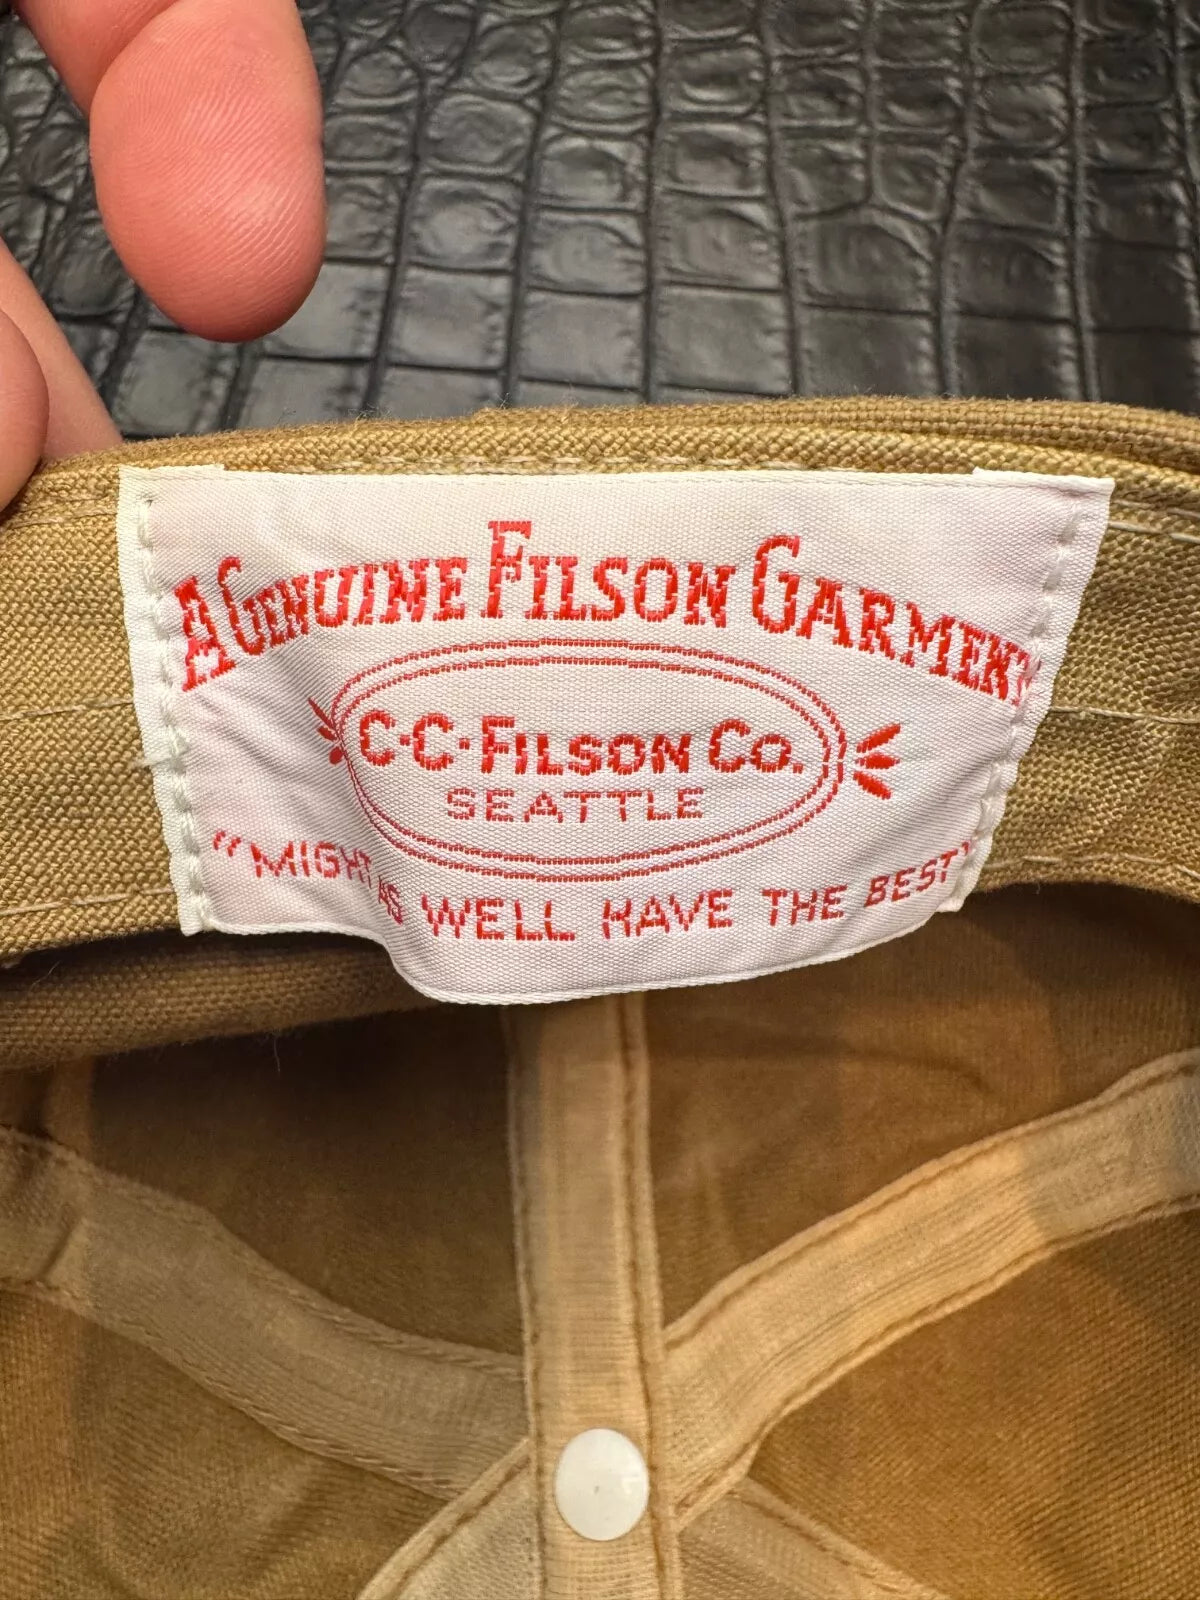 A GENUINE FILSON GARMENT
C·C·FILSON CO.
SEATTLE
"MIGHT AS WELL HAVE THE BEST"